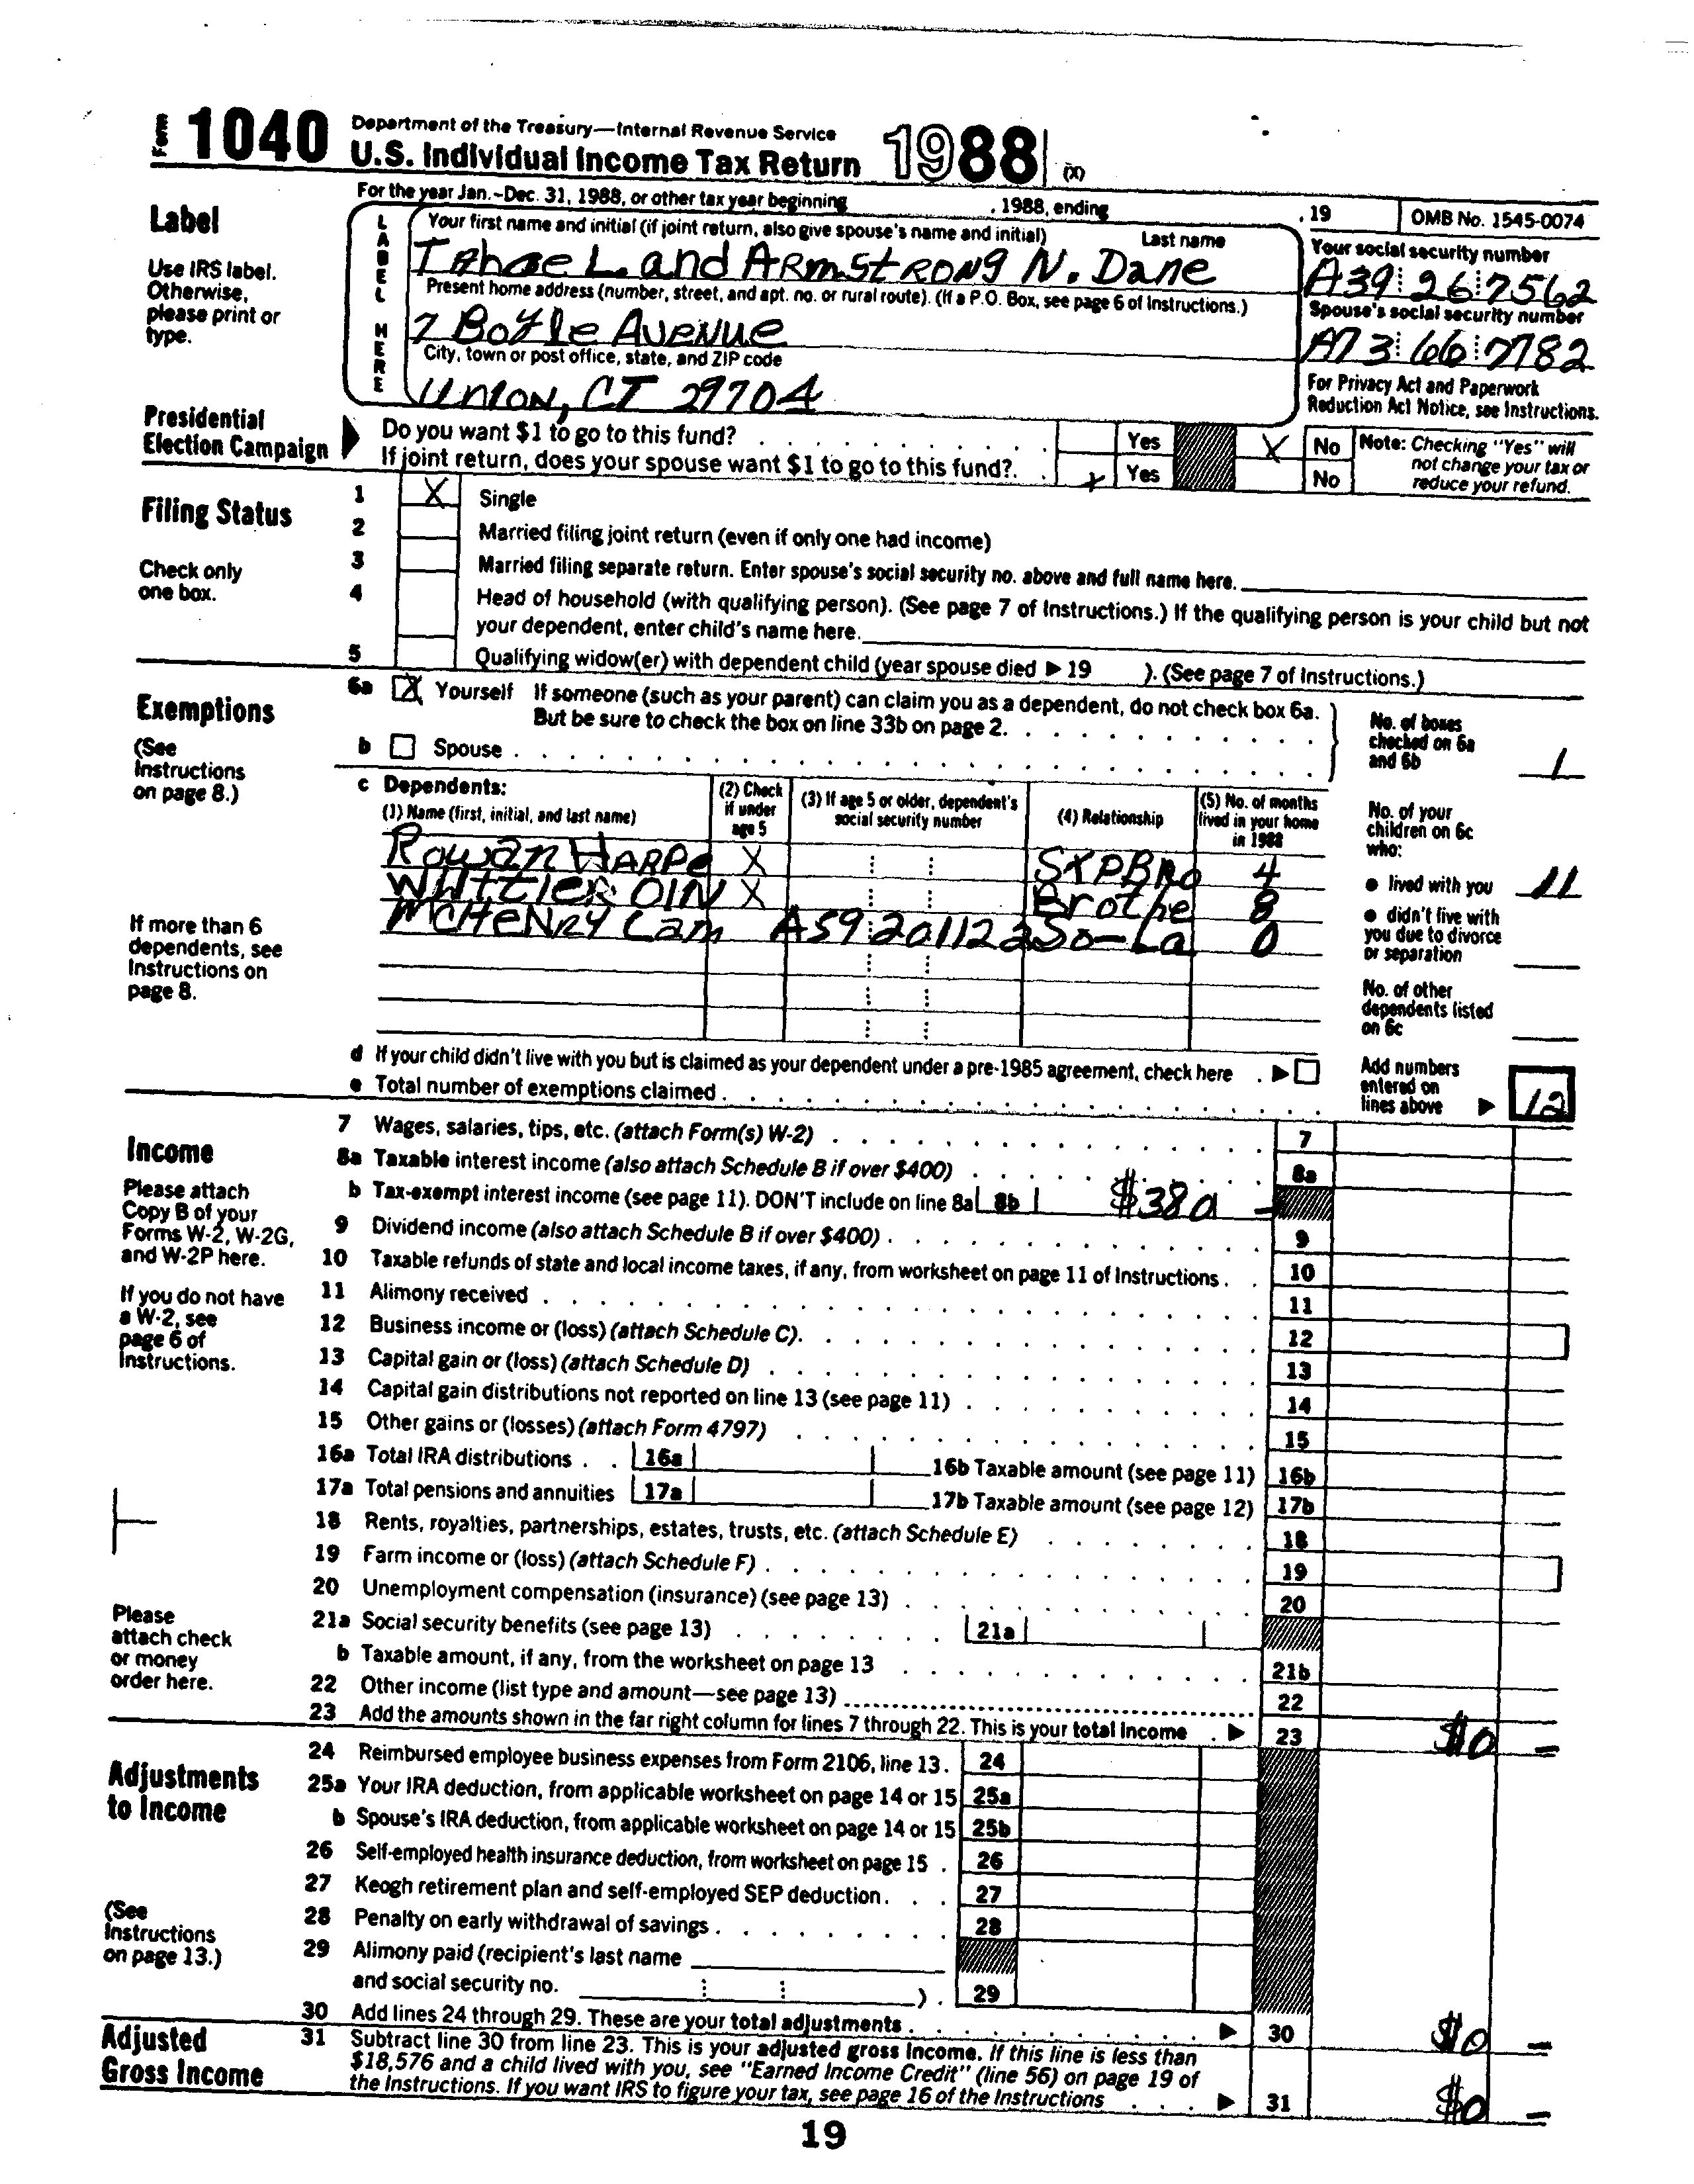 Form 1040 Department of the Treasury—Internal Revenue Service
U.S. Individual Income Tax Return 1988 (X)
For the year Jan.–Dec. 31, 1988, or other tax year beginning , 1988, ending , 19 OMB No. 1545-0074
Label
Use IRS label.
Otherwise,
please print or
type.
LABEL HERE
Your first name and initial (if joint return, also give spouse's name and initial) Last name
L. and ARMSTRONG N. Dane
Present home address (number, street, and apt. no. or rural route). (If a P.O. Box, see page 6 of Instructions.)
7 Boyle Avenue
City, town or post office, state, and ZIP code
Union, CT 29704
Your social security number
A39 26 7562
Spouse's social security number
A73 66 7782
For Privacy Act and Paperwork
Reduction Act Notice, see Instructions.
Presidential
Election Campaign
Do you want $1 to go to this fund? Yes X No
If joint return, does your spouse want $1 to go to this fund? X Yes No
Note: Checking "Yes" will
not change your tax or
reduce your refund.
Filing Status
Check only
one box.
1 X Single
2 Married filing joint return (even if only one had income)
3 Married filing separate return. Enter spouse's social security no. above and full name here.
4 Head of household (with qualifying person). (See page 7 of Instructions.) If the qualifying person is your child but not
your dependent, enter child's name here.
5 Qualifying widow(er) with dependent child (year spouse died ▶ 19 ). (See page 7 of Instructions.)
Exemptions
(See
Instructions
on page 8.)
6a X Yourself If someone (such as your parent) can claim you as a dependent, do not check box 6a.
But be sure to check the box on line 33b on page 2.
b Spouse
No. of boxes
checked on 6a
and 6b 1
c Dependents:
(1) Name (first, initial, and last name)
(2) Check
if under
age 5
(3) If age 5 or older, dependent's
social security number
(4) Relationship
(5) No. of months
lived in your home
in 1988
Rowan HARPe X STPBRO 4
WHITTIER OIN X Brothe 8
MCHENRY Lam A59 20 1122 So-La 0
If more than 6
dependents, see
Instructions on
page 8.
No. of your
children on 6c
who:
● lived with you 11
● didn't live with
you due to divorce
or separation
No. of other
dependents listed
on 6c
d If your child didn't live with you but is claimed as your dependent under a pre-1985 agreement, check here . ▶
e Total number of exemptions claimed
Add numbers
entered on
lines above ▶ 12
Income
Please attach
Copy B of your
Forms W-2, W-2G,
and W-2P here.
If you do not have
a W-2, see
page 6 of
Instructions.
7 Wages, salaries, tips, etc. (attach Form(s) W-2) 7
8a Taxable interest income (also attach Schedule B if over $400) 8a
b Tax-exempt interest income (see page 11). DON'T include on line 8a 8b $380 –
9 Dividend income (also attach Schedule B if over $400) 9
10 Taxable refunds of state and local income taxes, if any, from worksheet on page 11 of Instructions 10
11 Alimony received 11
12 Business income or (loss) (attach Schedule C) 12
13 Capital gain or (loss) (attach Schedule D) 13
14 Capital gain distributions not reported on line 13 (see page 11) 14
15 Other gains or (losses) (attach Form 4797) 15
16a Total IRA distributions 16a 16b Taxable amount (see page 11) 16b
17a Total pensions and annuities 17a 17b Taxable amount (see page 12) 17b
18 Rents, royalties, partnerships, estates, trusts, etc. (attach Schedule E) 18
19 Farm income or (loss) (attach Schedule F) 19
20 Unemployment compensation (insurance) (see page 13) 20
21a Social security benefits (see page 13) 21a
b Taxable amount, if any, from the worksheet on page 13 21b
22 Other income (list type and amount—see page 13) 22
23 Add the amounts shown in the far right column for lines 7 through 22. This is your total income ▶ 23 $0 –
Please
attach check
or money
order here.
Adjustments
to Income
(See
Instructions
on page 13.)
24 Reimbursed employee business expenses from Form 2106, line 13. 24
25a Your IRA deduction, from applicable worksheet on page 14 or 15 25a
b Spouse's IRA deduction, from applicable worksheet on page 14 or 15 25b
26 Self-employed health insurance deduction, from worksheet on page 15 26
27 Keogh retirement plan and self-employed SEP deduction 27
28 Penalty on early withdrawal of savings 28
29 Alimony paid (recipient's last name
and social security no. ) 29
30 Add lines 24 through 29. These are your total adjustments ▶ 30 $0 –
Adjusted
Gross Income
31 Subtract line 30 from line 23. This is your adjusted gross income. If this line is less than
$18,576 and a child lived with you, see "Earned Income Credit" (line 56) on page 19 of
the Instructions. If you want IRS to figure your tax, see page 16 of the Instructions ▶ 31 $0 –
19